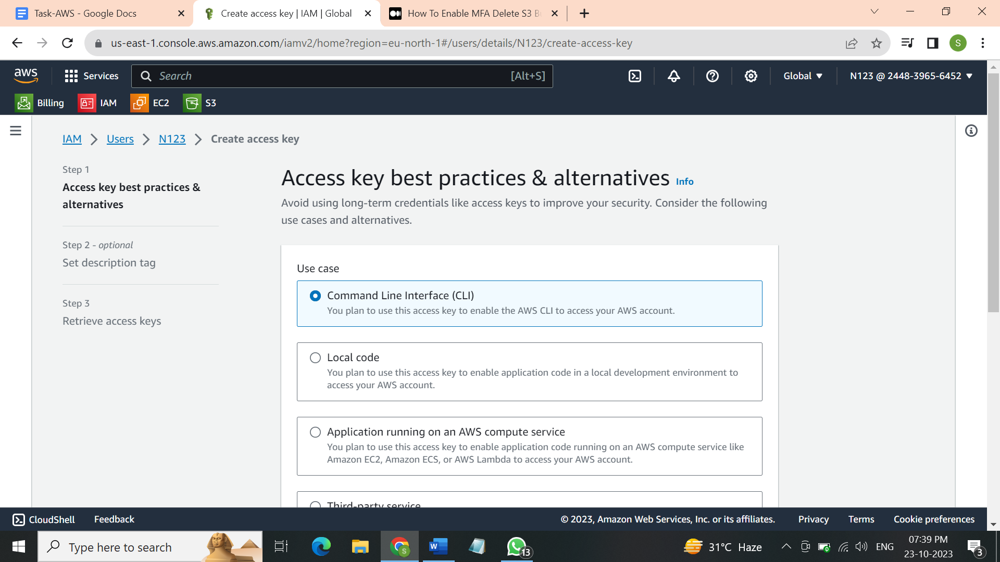 Task-AWS - Google Docs
Create access key | IAM | Global
How To Enable MFA Delete S3 B
us-east-1.console.aws.amazon.com/iamv2/home?region=eu-north-1#/users/details/N123/create-access-key
S
aws
Services
Search
[Alt+S]
Global
N123 @ 2448-3965-6452
Billing
IAM
EC2
S3
IAM
Users
N123
Create access key
Step 1
Access key best practices &
alternatives
Step 2 - optional
Set description tag
Step 3
Retrieve access keys
Access key best practices & alternatives Info
Avoid using long-term credentials like access keys to improve your security. Consider the following
use cases and alternatives.
Use case
Command Line Interface (CLI)
You plan to use this access key to enable the AWS CLI to access your AWS account.
Local code
You plan to use this access key to enable application code in a local development environment to
access your AWS account.
Application running on an AWS compute service
You plan to use this access key to enable application code running on an AWS compute service like
Amazon EC2, Amazon ECS, or AWS Lambda to access your AWS account.
Third-party service
CloudShell
Feedback
© 2023, Amazon Web Services, Inc. or its affiliates.
Privacy
Terms
Cookie preferences
Type here to search
S
W
13
31°C Haze
ENG
07:39 PM
23-10-2023
3